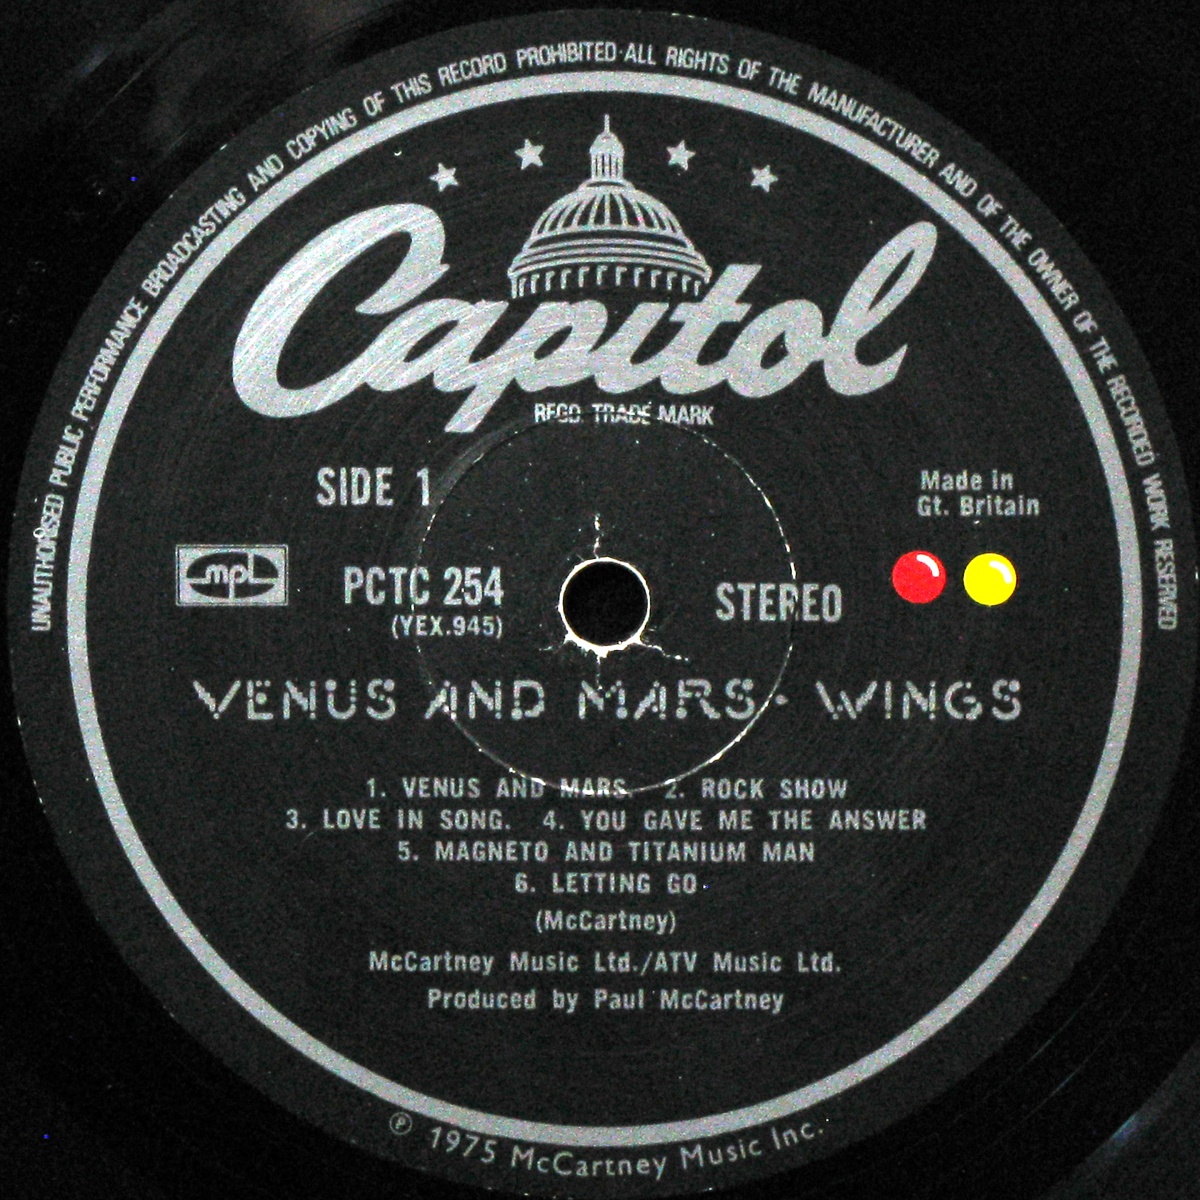 UNAUTHORISED PUBLIC PERFORMANCE BROADCASTING AND COPYING OF THIS RECORD PROHIBITED·ALL RIGHTS OF THE MANUFACTURER AND OF THE OWNER OF THE RECORDED WORK RESERVED
Capitol
REGD. TRADE MARK
SIDE 1
Made in
Gt. Britain
mpl
PCTC 254
STEREO
(YEX.945)
VENUS AND MARS · WINGS
1. VENUS AND MARS. 2. ROCK SHOW
3. LOVE IN SONG. 4. YOU GAVE ME THE ANSWER
5. MAGNETO AND TITANIUM MAN
6. LETTING GO
(McCartney)
McCartney Music Ltd./ATV Music Ltd.
Produced by Paul McCartney
℗ 1975 McCartney Music Inc.